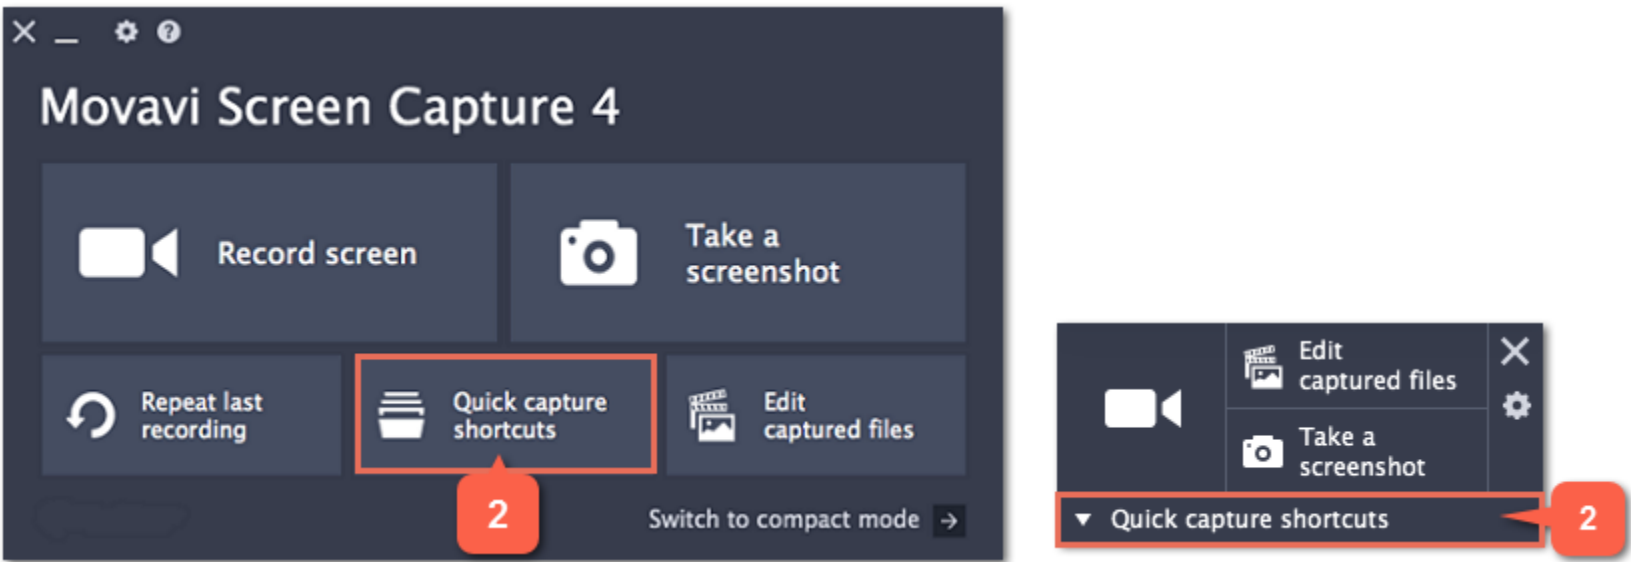 Movavi Screen Capture 4
Record screen
Take a
screenshot
Repeat last
recording
Quick capture
shortcuts
Edit
captured files
2
Switch to compact mode
Edit
captured files
Take a
screenshot
Quick capture shortcuts
2